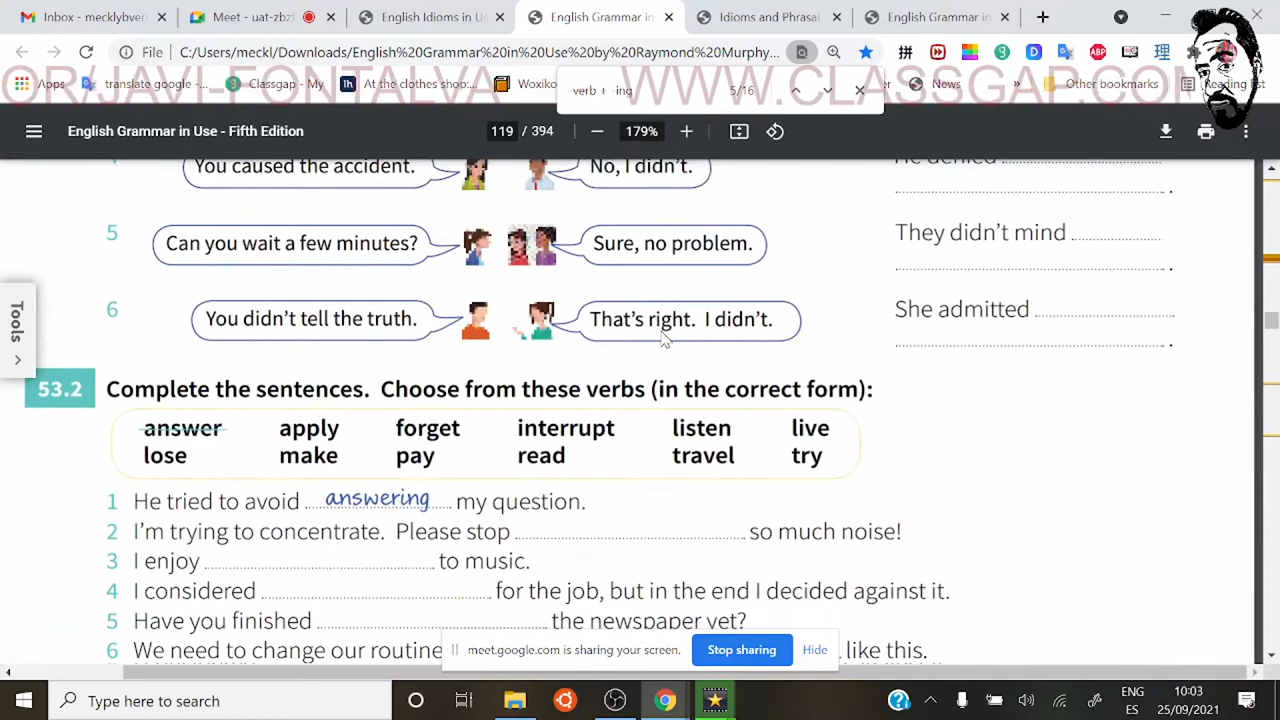 Inbox - mecklybver
Meet - uat-zbz
English Idioms in Us
English Grammar in
Idioms and Phrasal
English Grammar in
File C:/Users/meckl/Downloads/English%20Grammar%20in%20Use%20by%20Raymond%20Murphy...
OR/JAVI-SONT WWW.CLASSGAP.COM
Apps translate google - Classgap - My At the clothes shop: Woxiko News » Other bookmarks Reading list
verb + -ing 5/16
English Grammar in Use - Fifth Edition
119 / 394
179%
You caused the accident. No, I didn't. He denied
.
5 Can you wait a few minutes? Sure, no problem. They didn't mind
.
6 You didn't tell the truth. That's right. I didn't. She admitted
.
Tools
53.2 Complete the sentences. Choose from these verbs (in the correct form):
answer apply forget interrupt listen live
lose make pay read travel try
1 He tried to avoid answering my question.
2 I'm trying to concentrate. Please stop so much noise!
3 I enjoy to music.
4 I considered for the job, but in the end I decided against it.
5 Have you finished the newspaper yet?
6 We need to change our routine like this.
meet.google.com is sharing your screen. Stop sharing Hide
Type here to search
ENG
ES
10:03
25/09/2021